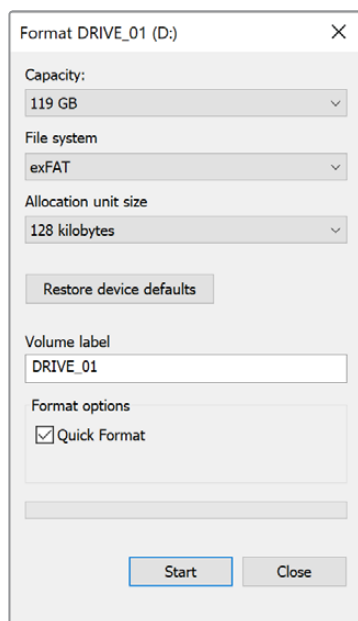 Format DRIVE_01 (D:)
Capacity:
119 GB
File system
exFAT
Allocation unit size
128 kilobytes
Restore device defaults
Volume label
DRIVE_01
Format options
Quick Format
Start Close